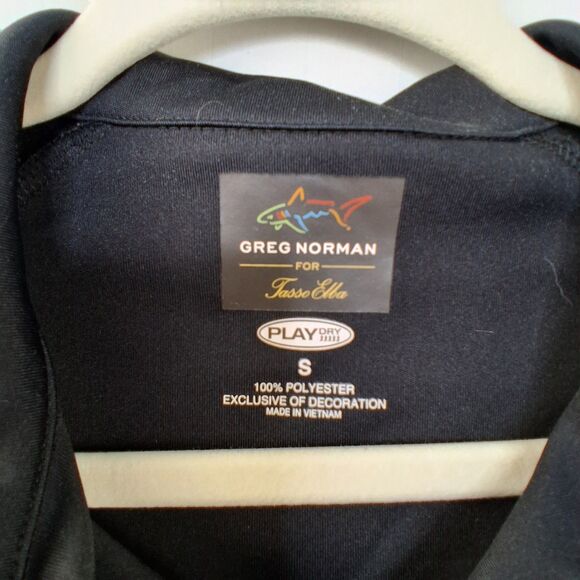 GREG NORMAN
FOR
Tasso Elba
PLAY DRY
S
100% POLYESTER
EXCLUSIVE OF DECORATION
MADE IN VIETNAM